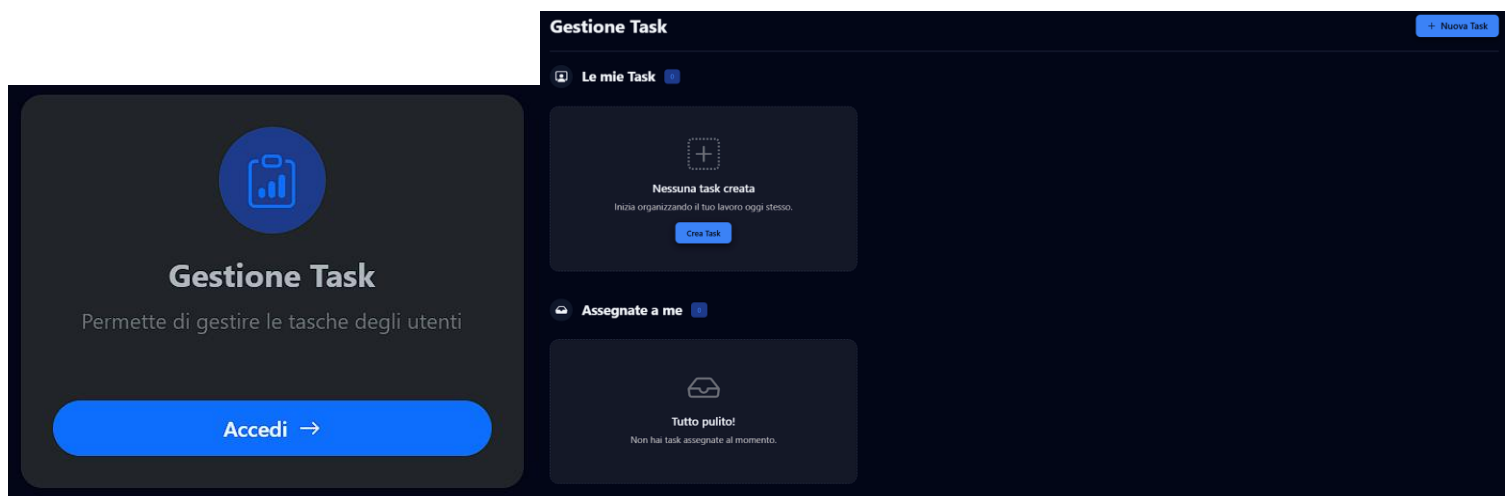 Gestione Task
Permette di gestire le tasche degli utenti
Accedi →
Gestione Task
+ Nuova Task
Le mie Task 0
Nessuna task creata
Inizia organizzando il tuo lavoro oggi stesso.
Crea Task
Assegnate a me 0
Tutto pulito!
Non hai task assegnate al momento.